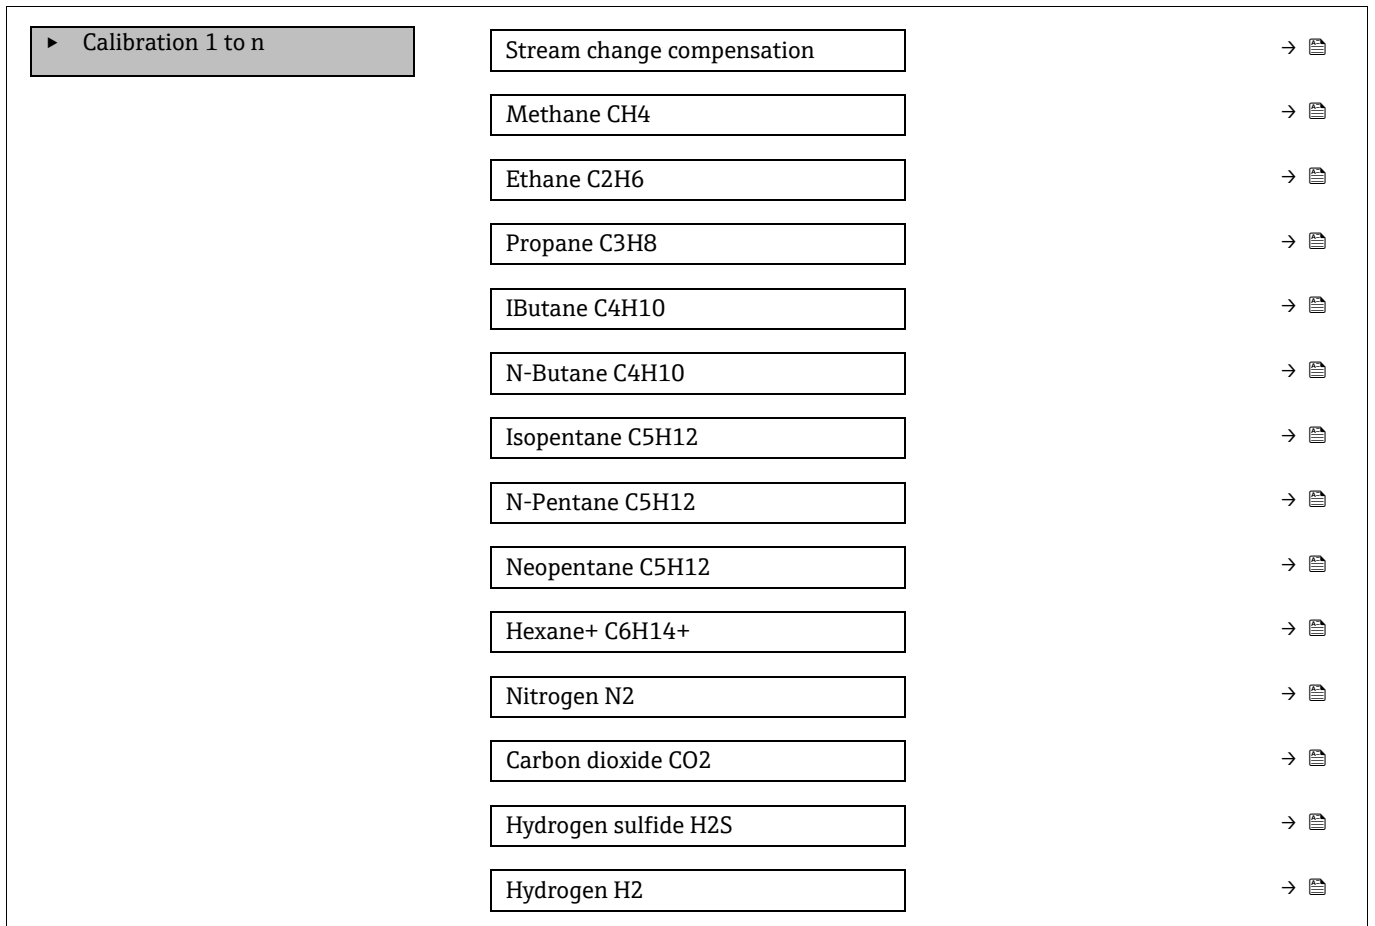 ▸ Calibration 1 to n
Stream change compensation →
Methane CH4 →
Ethane C2H6 →
Propane C3H8 →
IButane C4H10 →
N-Butane C4H10 →
Isopentane C5H12 →
N-Pentane C5H12 →
Neopentane C5H12 →
Hexane+ C6H14+ →
Nitrogen N2 →
Carbon dioxide CO2 →
Hydrogen sulfide H2S →
Hydrogen H2 →